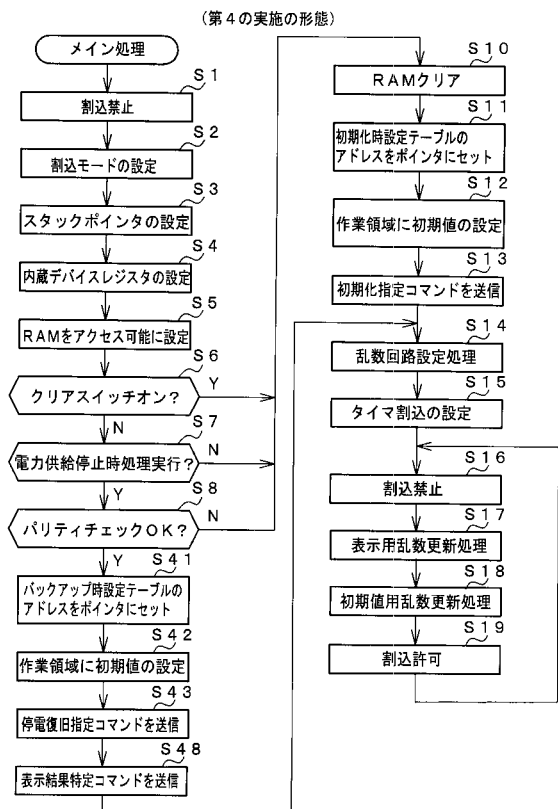 (第4の実施の形態)
メイン処理
S1
割込禁止
S2
割込モードの設定
S3
スタックポインタの設定
S4
内蔵デバイスレジスタの設定
S5
RAMをアクセス可能に設定
S6
クリアスイッチオン?
Y
N
S7
電力供給停止時処理実行?
N
Y
S8
パリティチェックOK?
N
Y
S41
バックアップ時設定テーブルの
アドレスをポインタにセット
S42
作業領域に初期値の設定
S43
停電復旧指定コマンドを送信
S48
表示結果特定コマンドを送信
S10
RAMクリア
S11
初期化時設定テーブルの
アドレスをポインタにセット
S12
作業領域に初期値の設定
S13
初期化指定コマンドを送信
S14
乱数回路設定処理
S15
タイマ割込の設定
S16
割込禁止
S17
表示用乱数更新処理
S18
初期値用乱数更新処理
S19
割込許可